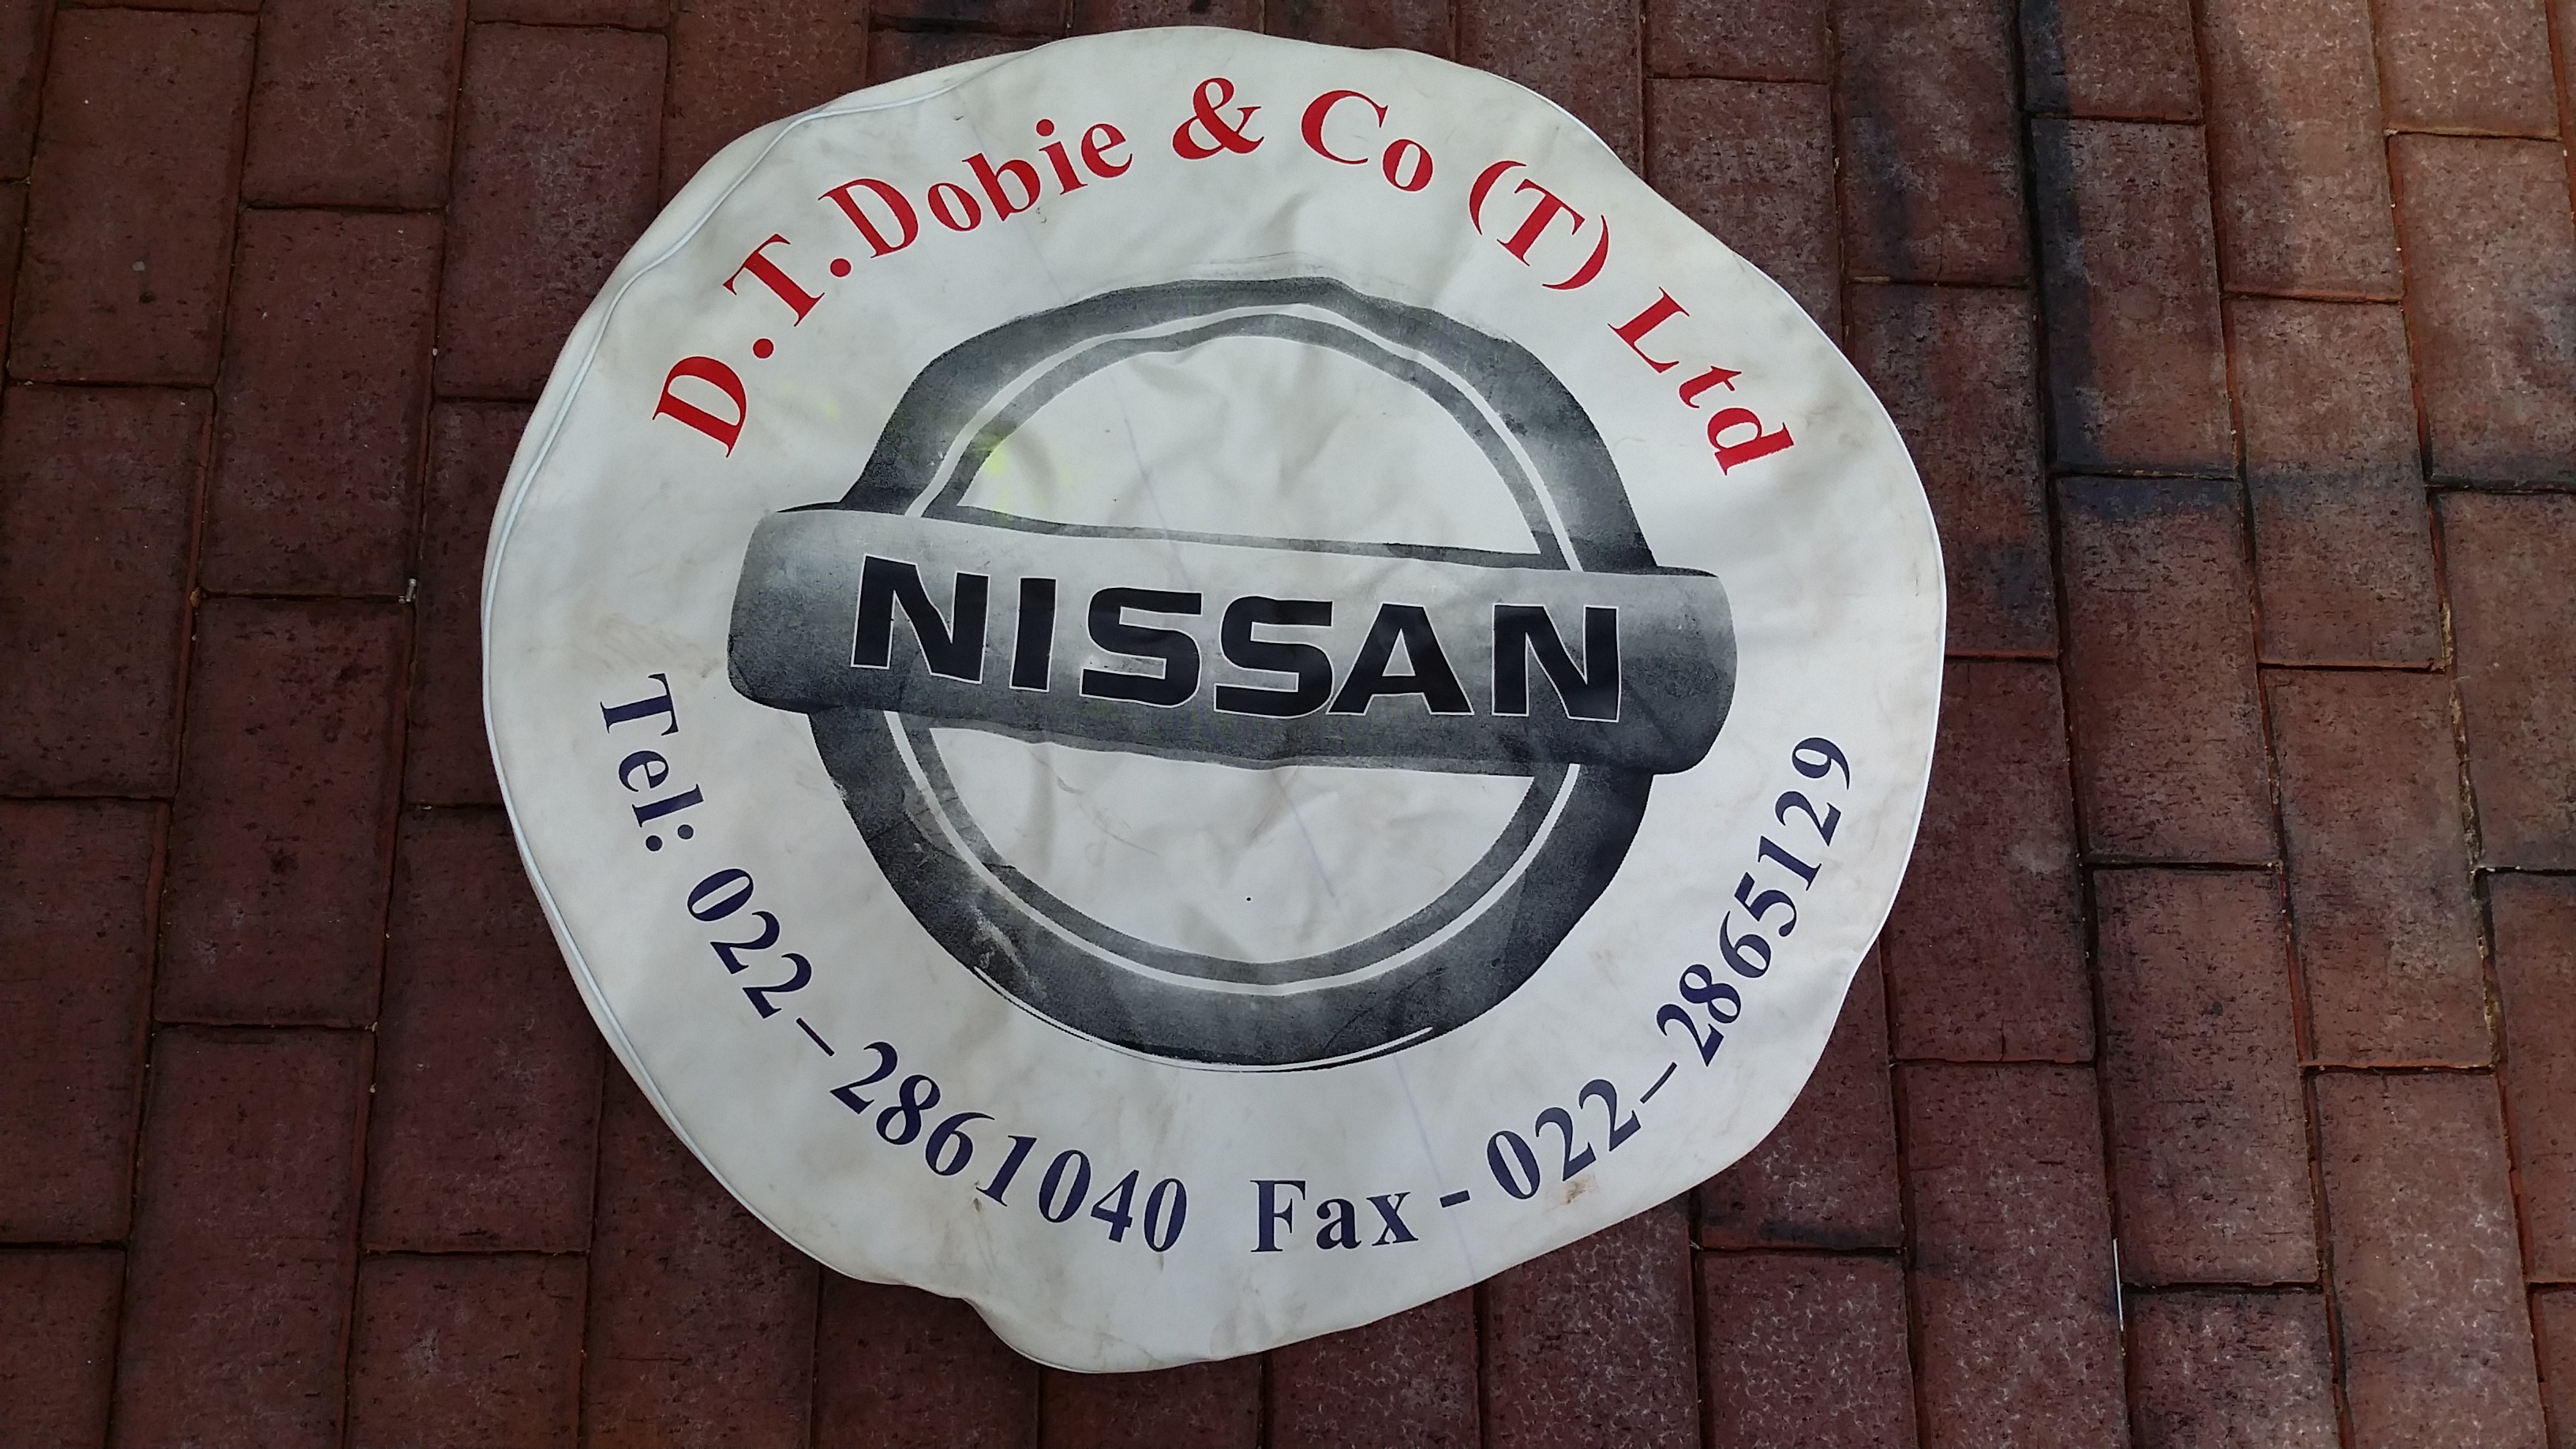 D.T.Dobie & Co (T) Ltd
NISSAN
Tel: 022-2861040 Fax-022-2865129